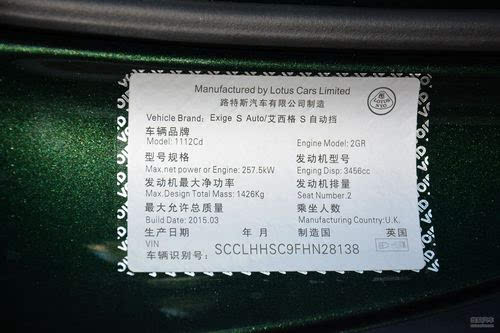 Manufactured by Lotus Cars Limited
路特斯汽车有限公司制造
LOTUS
Vehicle Brand: Exige S Auto/艾西格 S 自动挡
车辆品牌
Model: 1112Cd Engine Model: 2GR
型号规格 发动机型号
Max.net power or Engine: 257.5kW Enging Disp: 3456cc
发动机最大净功率 发动机排量
Max.Design Total Mass: 1426Kg Seat Number.2
最大允许总质量 乘坐人数
Build Date: 2015.03 Manufacturing Country:U.K.
生产日期 年 月 制造国 英国
VIN
车辆识别号: SCCLHHSC9FHN28138